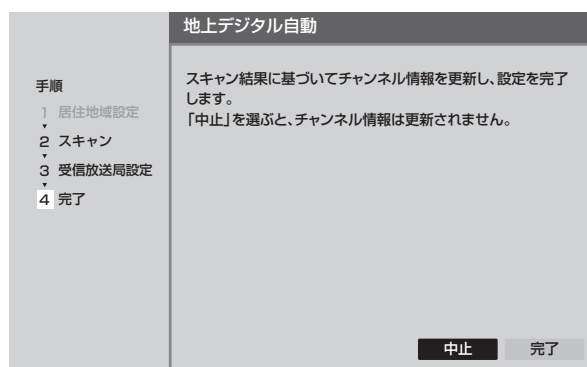 地上デジタル自動
手順
1 居住地域設定
2 スキャン
3 受信放送局設定
4 完了
スキャン結果に基づいてチャンネル情報を更新し、設定を完了
します。
「中止」を選ぶと、チャンネル情報は更新されません。
中止 完了